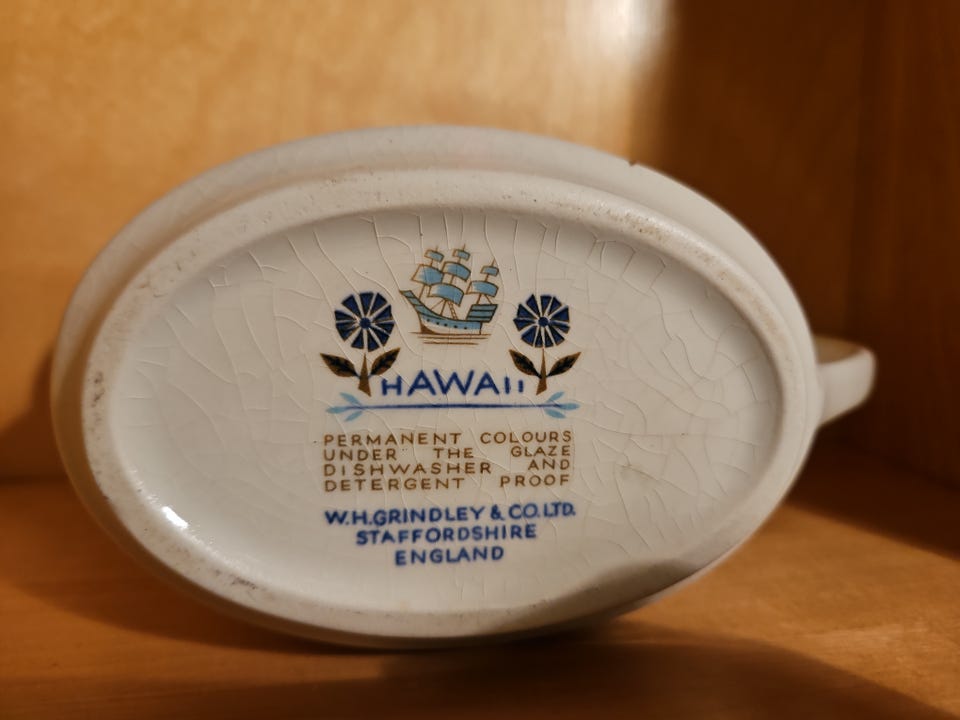 HAWAII
PERMANENT COLOURS
UNDER THE GLAZE
DISHWASHER AND
DETERGENT PROOF
W.H.GRINDLEY & CO.LTD.
STAFFORDSHIRE
ENGLAND